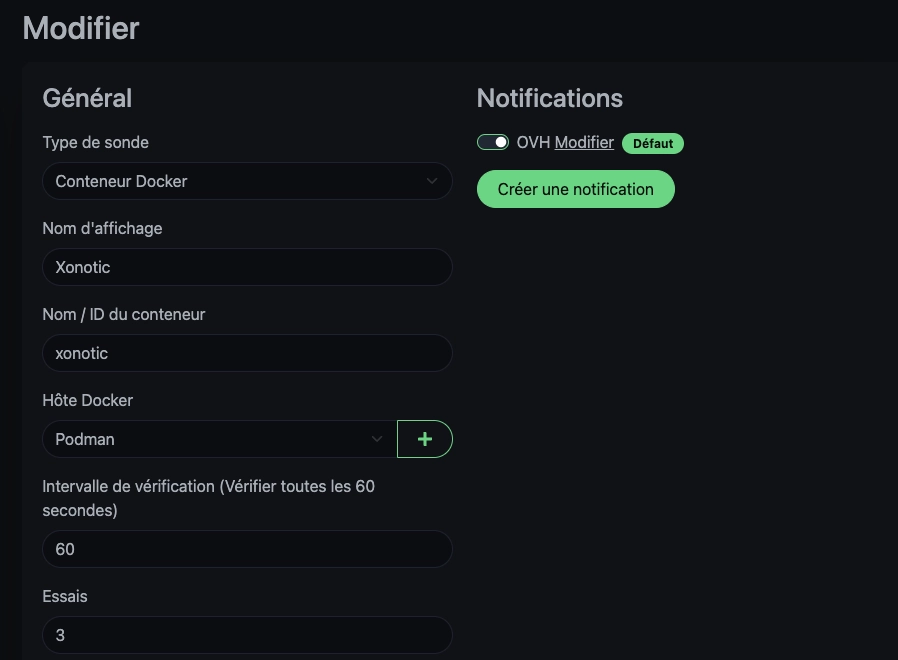 Modifier
Général
Type de sonde
Conteneur Docker
Nom d'affichage
Xonotic
Nom / ID du conteneur
xonotic
Hôte Docker
Podman
Intervalle de vérification (Vérifier toutes les 60
secondes)
60
Essais
3
Notifications
OVH Modifier Défaut
Créer une notification